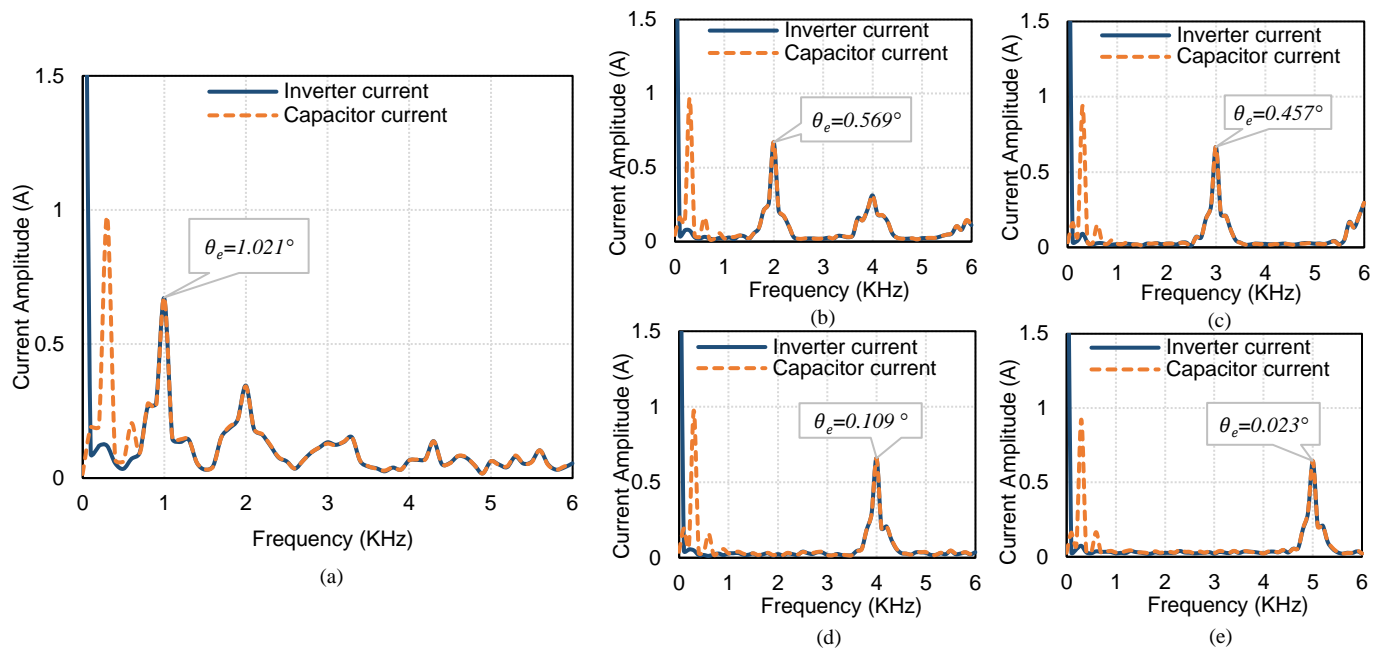 1.5
Inverter current
Capacitor current
1
0.5
0
Current Amplitude (A)
θ_e=1.021°
0 1 2 3 4 5 6
Frequency (KHz)
(a)
Inverter current
Capacitor current
1.5
1
0.5
0
Current Amplitude (A)
θ_e=0.569°
0 1 2 3 4 5 6
Frequency (KHz)
(b)
Inverter current
Capacitor current
1.5
1
0.5
0
Current Amplitude (A)
θ_e=0.457°
0 1 2 3 4 5 6
Frequency (KHz)
(c)
1.5
Inverter current
Capacitor current
1
0.5
0
Current Amplitude (A)
θ_e=0.109 °
0 1 2 3 4 5 6
Frequency (KHz)
(d)
1.5
Inverter current
Capacitor current
1
0.5
0
Current Amplitude (A)
θ_e=0.023°
0 1 2 3 4 5 6
Frequency (KHz)
(e)